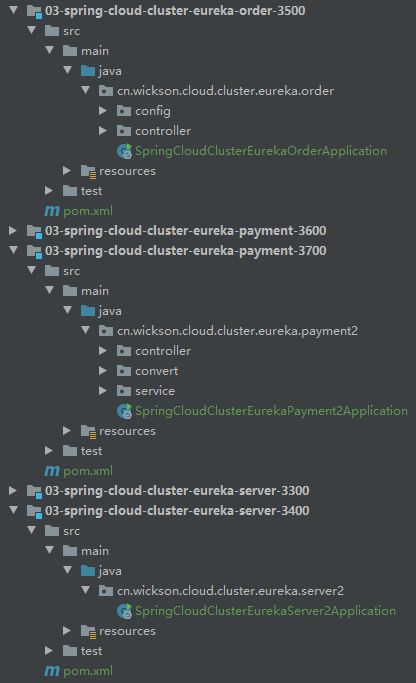 03-spring-cloud-cluster-eureka-order-3500
src
main
java
cn.wickson.cloud.cluster.eureka.order
config
controller
SpringCloudClusterEurekaOrderApplication
resources
test
pom.xml
03-spring-cloud-cluster-eureka-payment-3600
03-spring-cloud-cluster-eureka-payment-3700
src
main
java
cn.wickson.cloud.cluster.eureka.payment2
controller
convert
service
SpringCloudClusterEurekaPayment2Application
resources
test
pom.xml
03-spring-cloud-cluster-eureka-server-3300
03-spring-cloud-cluster-eureka-server-3400
src
main
java
cn.wickson.cloud.cluster.eureka.server2
SpringCloudClusterEurekaServer2Application
resources
test
pom.xml